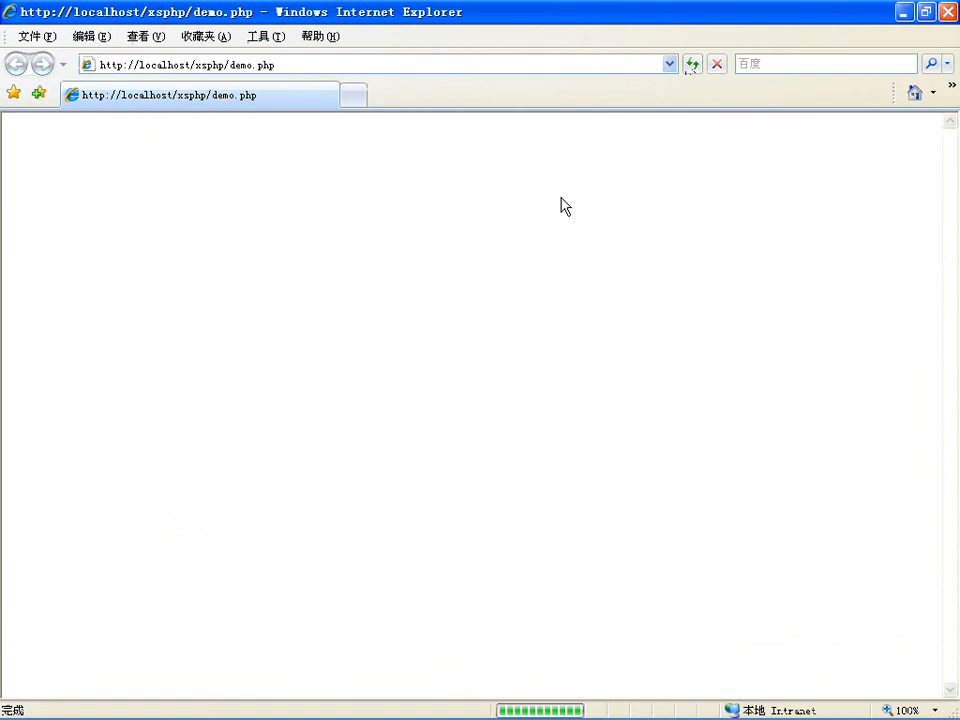 http://localhost/xsphp/demo.php - Windows Internet Explorer
文件(F) 编辑(E) 查看(V) 收藏夹(A) 工具(T) 帮助(H)
http://localhost/xsphp/demo.php 百度
http://localhost/xsphp/demo.php
完成 本地 Intranet 100%